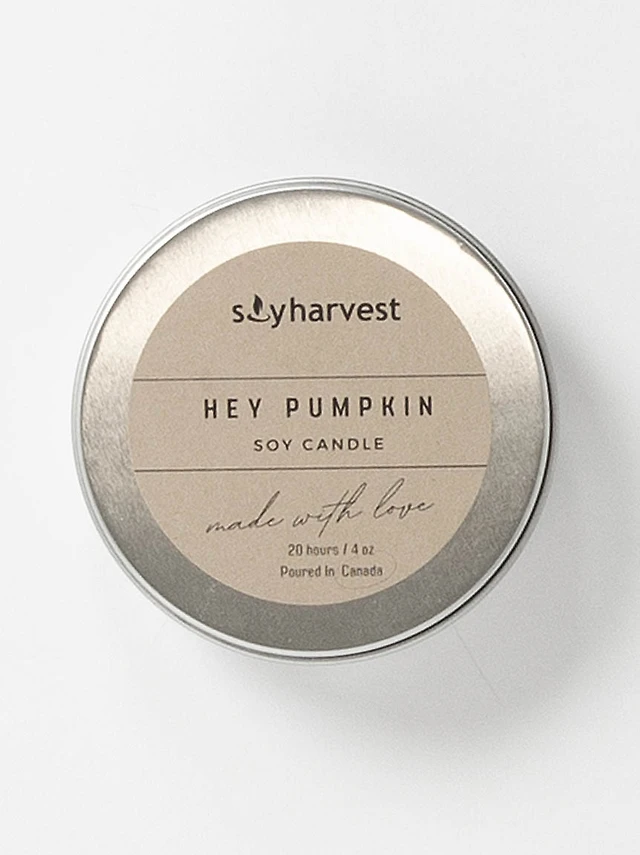 soyharvest
HEY PUMPKIN
SOY CANDLE
made with love
20 hours / 4 oz
Poured In Canada